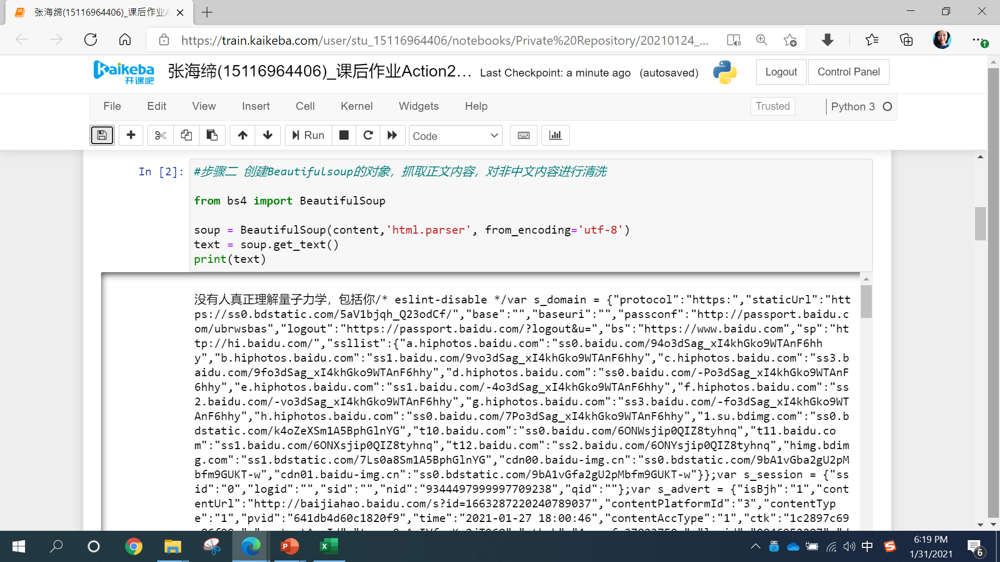 张海缔(15116964406)_课后作业A
https://train.kaikeba.com/user/stu_15116964406/notebooks/Private%20Repository/20210124_...
Kaikeba
开课吧
张海缔(15116964406)_课后作业Action2... Last Checkpoint: a minute ago (autosaved)
Logout
Control Panel
File Edit View Insert Cell Kernel Widgets Help
Trusted
Python 3
Run
Code
In [2]:
#步骤二 创建Beautifulsoup的对象，抓取正文内容，对非中文内容进行清洗
from bs4 import BeautifulSoup
soup = BeautifulSoup(content,'html.parser', from_encoding='utf-8')
text = soup.get_text()
print(text)
没有人真正理解量子力学，包括你/* eslint-disable */var s_domain = {"protocol":"https:","staticUrl":"htt
ps://ss0.bdstatic.com/5aV1bjqh_Q23odCf/","base":"","baseuri":"","passconf":"http://passport.baidu.c
om/ubrwsbas","logout":"https://passport.baidu.com/?logout&u=","bs":"https://www.baidu.com","sp":"ht
tp://hi.baidu.com/","ssllist":{"a.hiphotos.baidu.com":"ss0.baidu.com/94o3dSag_xI4khGko9WTAnF6hh
y","b.hiphotos.baidu.com":"ss1.baidu.com/9vo3dSag_xI4khGko9WTAnF6hhy","c.hiphotos.baidu.com":"ss3.b
aidu.com/9fo3dSag_xI4khGko9WTAnF6hhy","d.hiphotos.baidu.com":"ss0.baidu.com/-Po3dSag_xI4khGko9WTAnF
6hhy","e.hiphotos.baidu.com":"ss1.baidu.com/-4o3dSag_xI4khGko9WTAnF6hhy","f.hiphotos.baidu.com":"ss
2.baidu.com/-vo3dSag_xI4khGko9WTAnF6hhy","g.hiphotos.baidu.com":"ss3.baidu.com/-fo3dSag_xI4khGko9WT
AnF6hhy","h.hiphotos.baidu.com":"ss0.baidu.com/7Po3dSag_xI4khGko9WTAnF6hhy","1.su.bdimg.com":"ss0.b
dstatic.com/k4oZeXSm1A5BphGlnYG","t10.baidu.com":"ss0.baidu.com/6ONWsjip0QIZ8tyhnq","t11.baidu.co
m":"ss1.baidu.com/6ONXsjip0QIZ8tyhnq","t12.baidu.com":"ss2.baidu.com/6ONYsjip0QIZ8tyhnq","himg.bdim
g.com":"ss1.bdstatic.com/7Ls0a8Sm1A5BphGlnYG","cdn00.baidu-img.cn":"ss0.bdstatic.com/9bA1vGba2gU2pM
bfm9GUKT-w","cdn01.baidu-img.cn":"ss0.bdstatic.com/9bA1vGfa2gU2pMbfm9GUKT-w"}};var s_session = {"ss
id":"0","logid":"","sid":"","nid":"9344497999997709238","qid":""};var s_advert = {"isBjh":"1","cont
entUrl":"http://baijiahao.baidu.com/s?id=1663287220240789037","contentPlatformId":"3","contentTyp
e":"1","pvid":"641db4d60c1820f9","time":"2021-01-27 18:00:46","contentAccType":"1","ctk":"1c2897c69
中
6:19 PM
1/31/2021
6